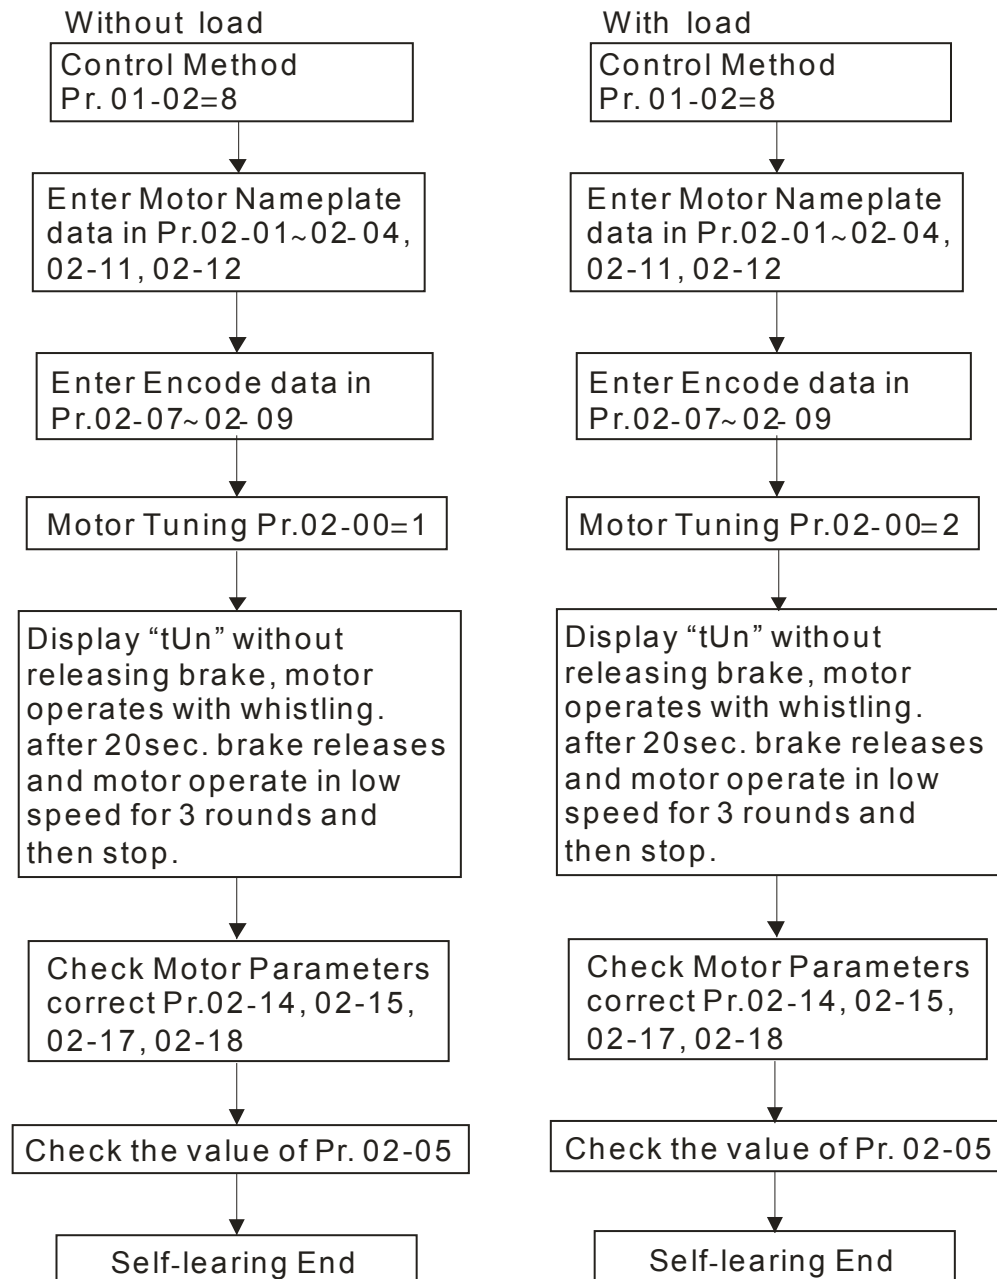 Without load
Control Method
Pr. 01-02=8
Enter Motor Nameplate
data in Pr.02-01~02-04,
02-11, 02-12
Enter Encode data in
Pr.02-07~02-09
Motor Tuning Pr.02-00=1
Display “tUn” without
releasing brake, motor
operates with whistling.
after 20sec. brake releases
and motor operate in low
speed for 3 rounds and
then stop.
Check Motor Parameters
correct Pr.02-14, 02-15,
02-17, 02-18
Check the value of Pr. 02-05
Self-learing End
With load
Control Method
Pr. 01-02=8
Enter Motor Nameplate
data in Pr.02-01~02-04,
02-11, 02-12
Enter Encode data in
Pr.02-07~02-09
Motor Tuning Pr.02-00=2
Display “tUn” without
releasing brake, motor
operates with whistling.
after 20sec. brake releases
and motor operate in low
speed for 3 rounds and
then stop.
Check Motor Parameters
correct Pr.02-14, 02-15,
02-17, 02-18
Check the value of Pr. 02-05
Self-learing End